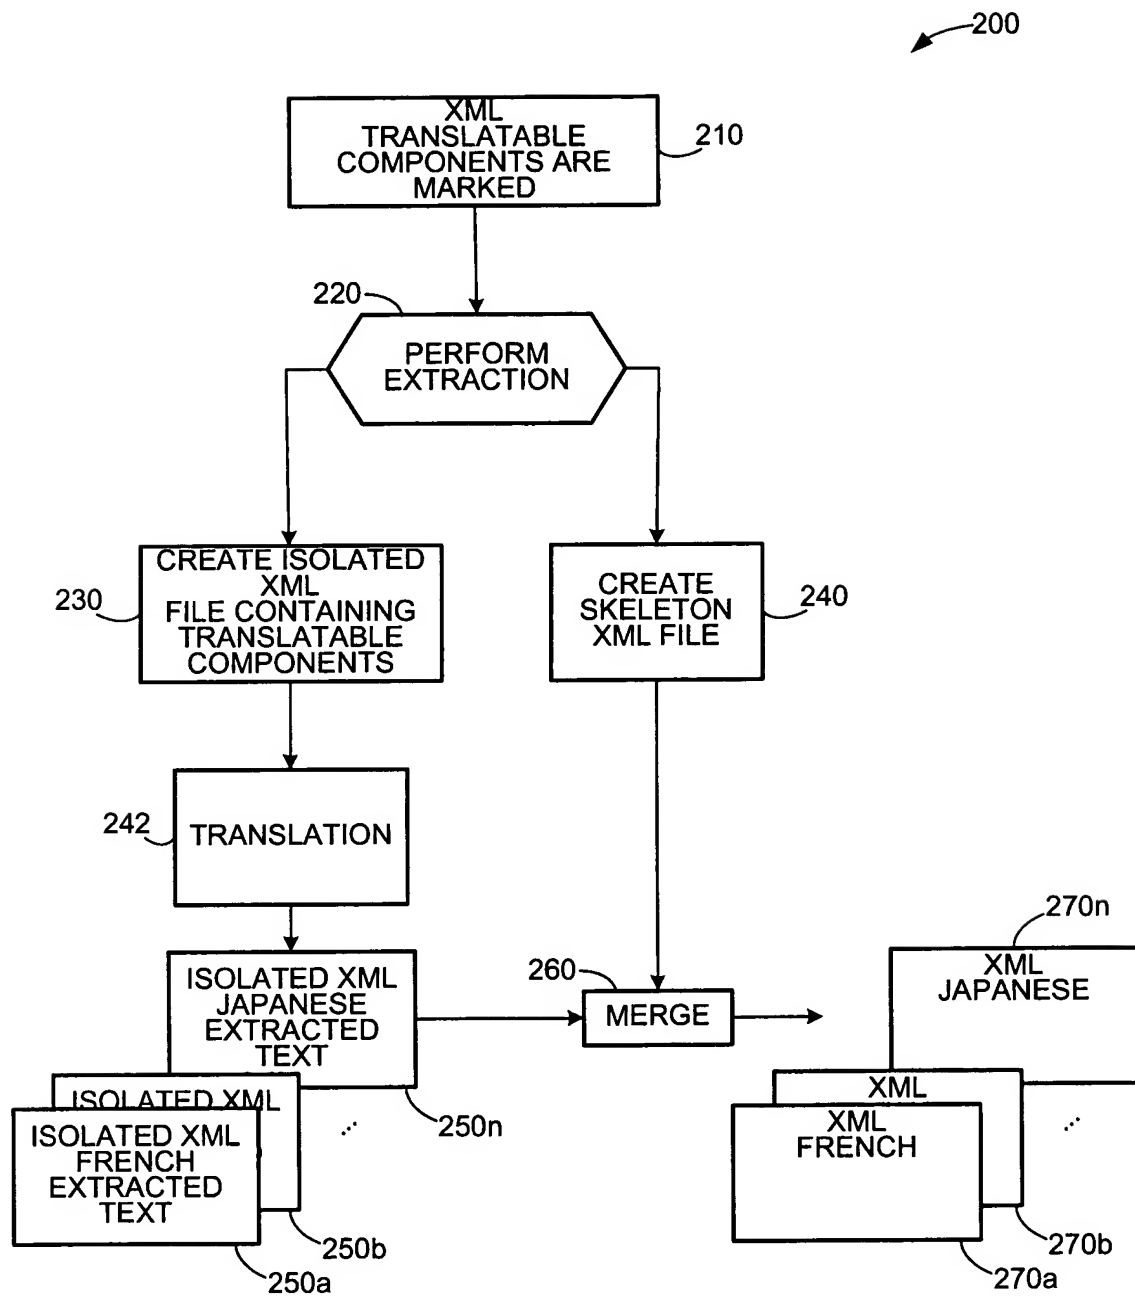 200
XML
TRANSLATABLE
COMPONENTS ARE
MARKED
210
220
PERFORM
EXTRACTION
CREATE ISOLATED
XML
FILE CONTAINING
TRANSLATABLE
COMPONENTS
230
CREATE
SKELETON
XML FILE
240
242
TRANSLATION
ISOLATED XML
JAPANESE
EXTRACTED
TEXT
250n
260
MERGE
270n
XML
JAPANESE
ISOLATED XML
250b
ISOLATED XML
FRENCH
EXTRACTED
TEXT
250a
...
XML
270b
XML
FRENCH
270a
...